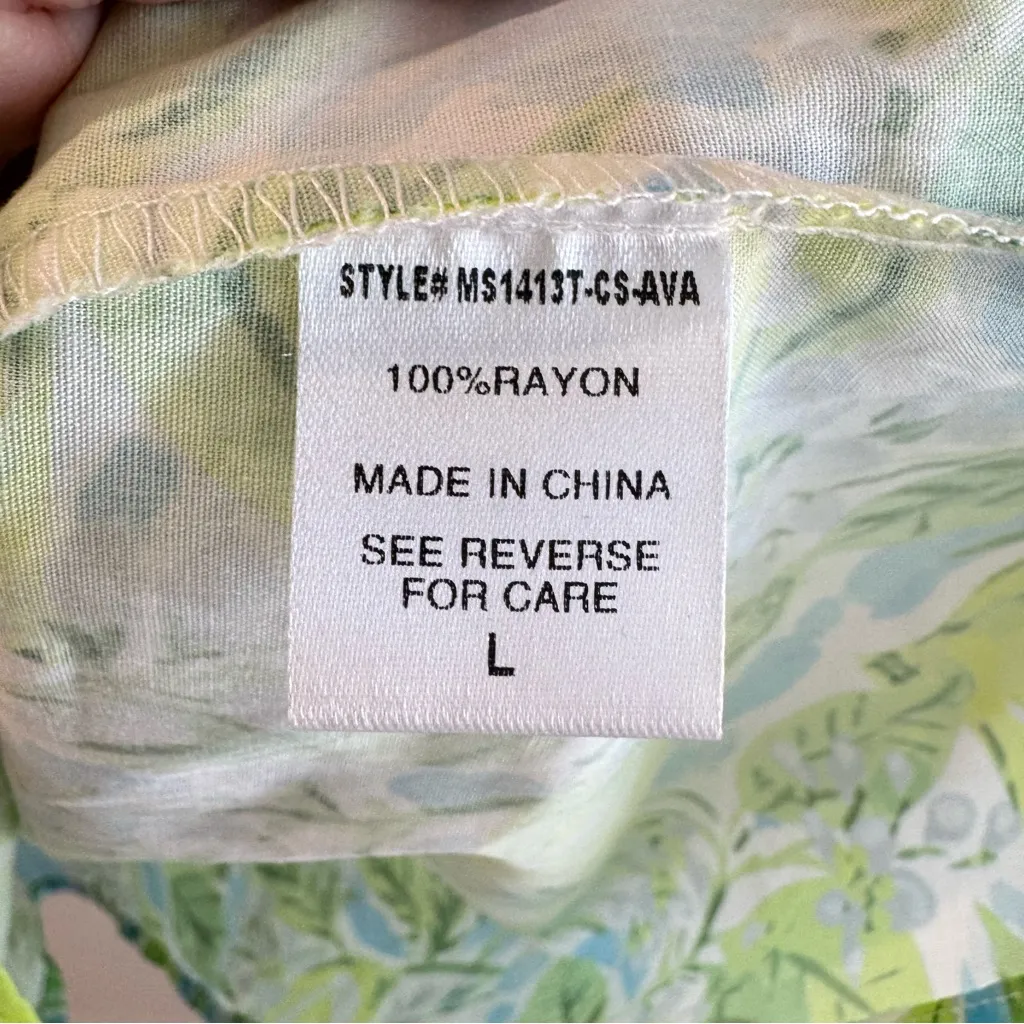 STYLE# MS1413T-CS-AVA
100%RAYON
MADE IN CHINA
SEE REVERSE
FOR CARE
L